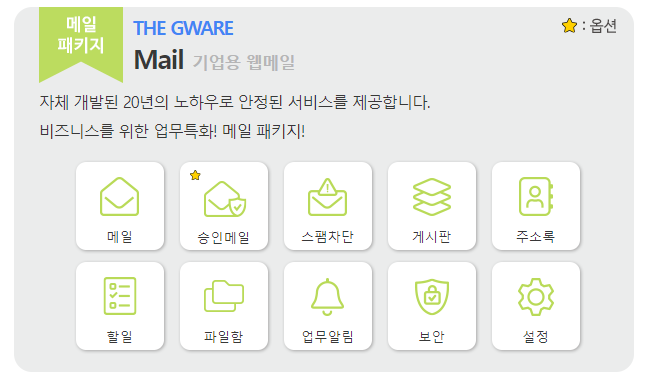 메일
패키지
THE GWARE
Mail 기업용 웹메일
: 옵션
자체 개발된 20년의 노하우로 안정된 서비스를 제공합니다.
비즈니스를 위한 업무특화! 메일 패키지!
메일
승인메일
스팸차단
게시판
주소록
할일
파일함
업무알림
보안
설정